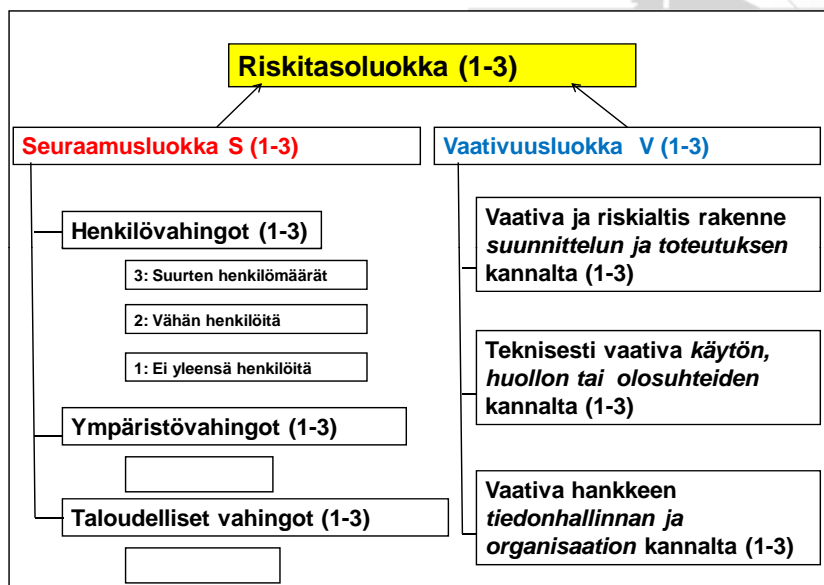 Riskitasoluokka (1-3)
Seuraamusluokka S (1-3)
Henkilövahingot (1-3)
3: Suurten henkilömäärät
2: Vähän henkilöitä
1: Ei yleensä henkilöitä
Ympäristövahingot (1-3)
Taloudelliset vahingot (1-3)
Vaativuusluokka V (1-3)
Vaativa ja riskialtis rakenne
suunnittelun ja toteutuksen
kannalta (1-3)
Teknisesti vaativa käytön,
huollon tai olosuhteiden
kannalta (1-3)
Vaativa hankkeen
tiedonhallinnan ja
organisaation kannalta (1-3)